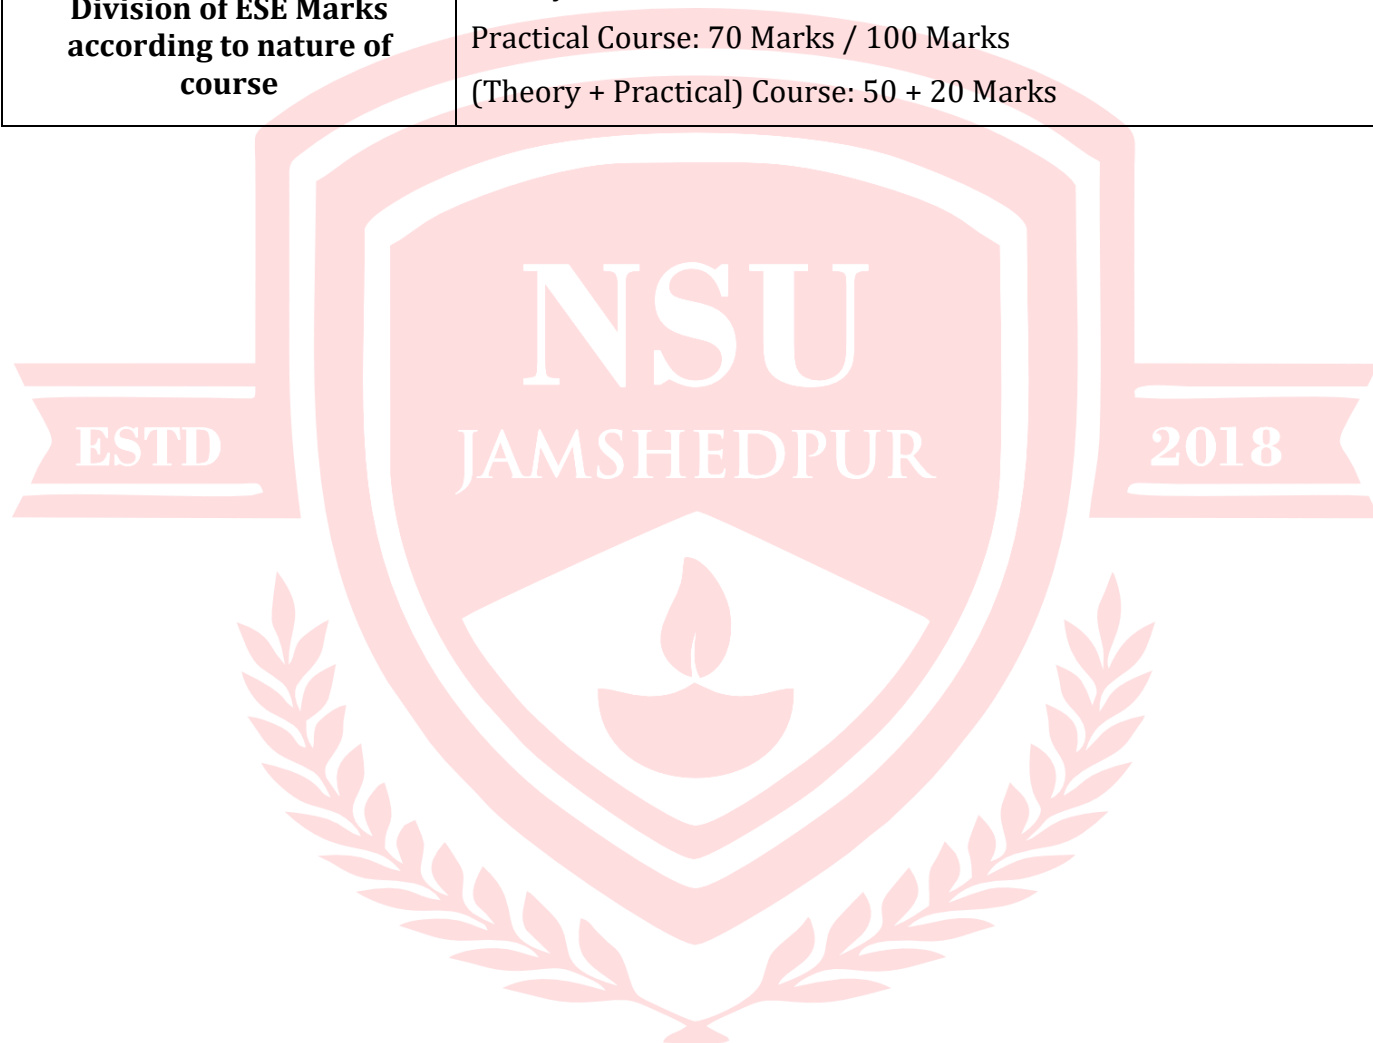 Division of ESE Marks
according to nature of
course
Practical Course: 70 Marks / 100 Marks
(Theory + Practical) Course: 50 + 20 Marks
NSU
JAMSHEDPUR
ESTD
2018